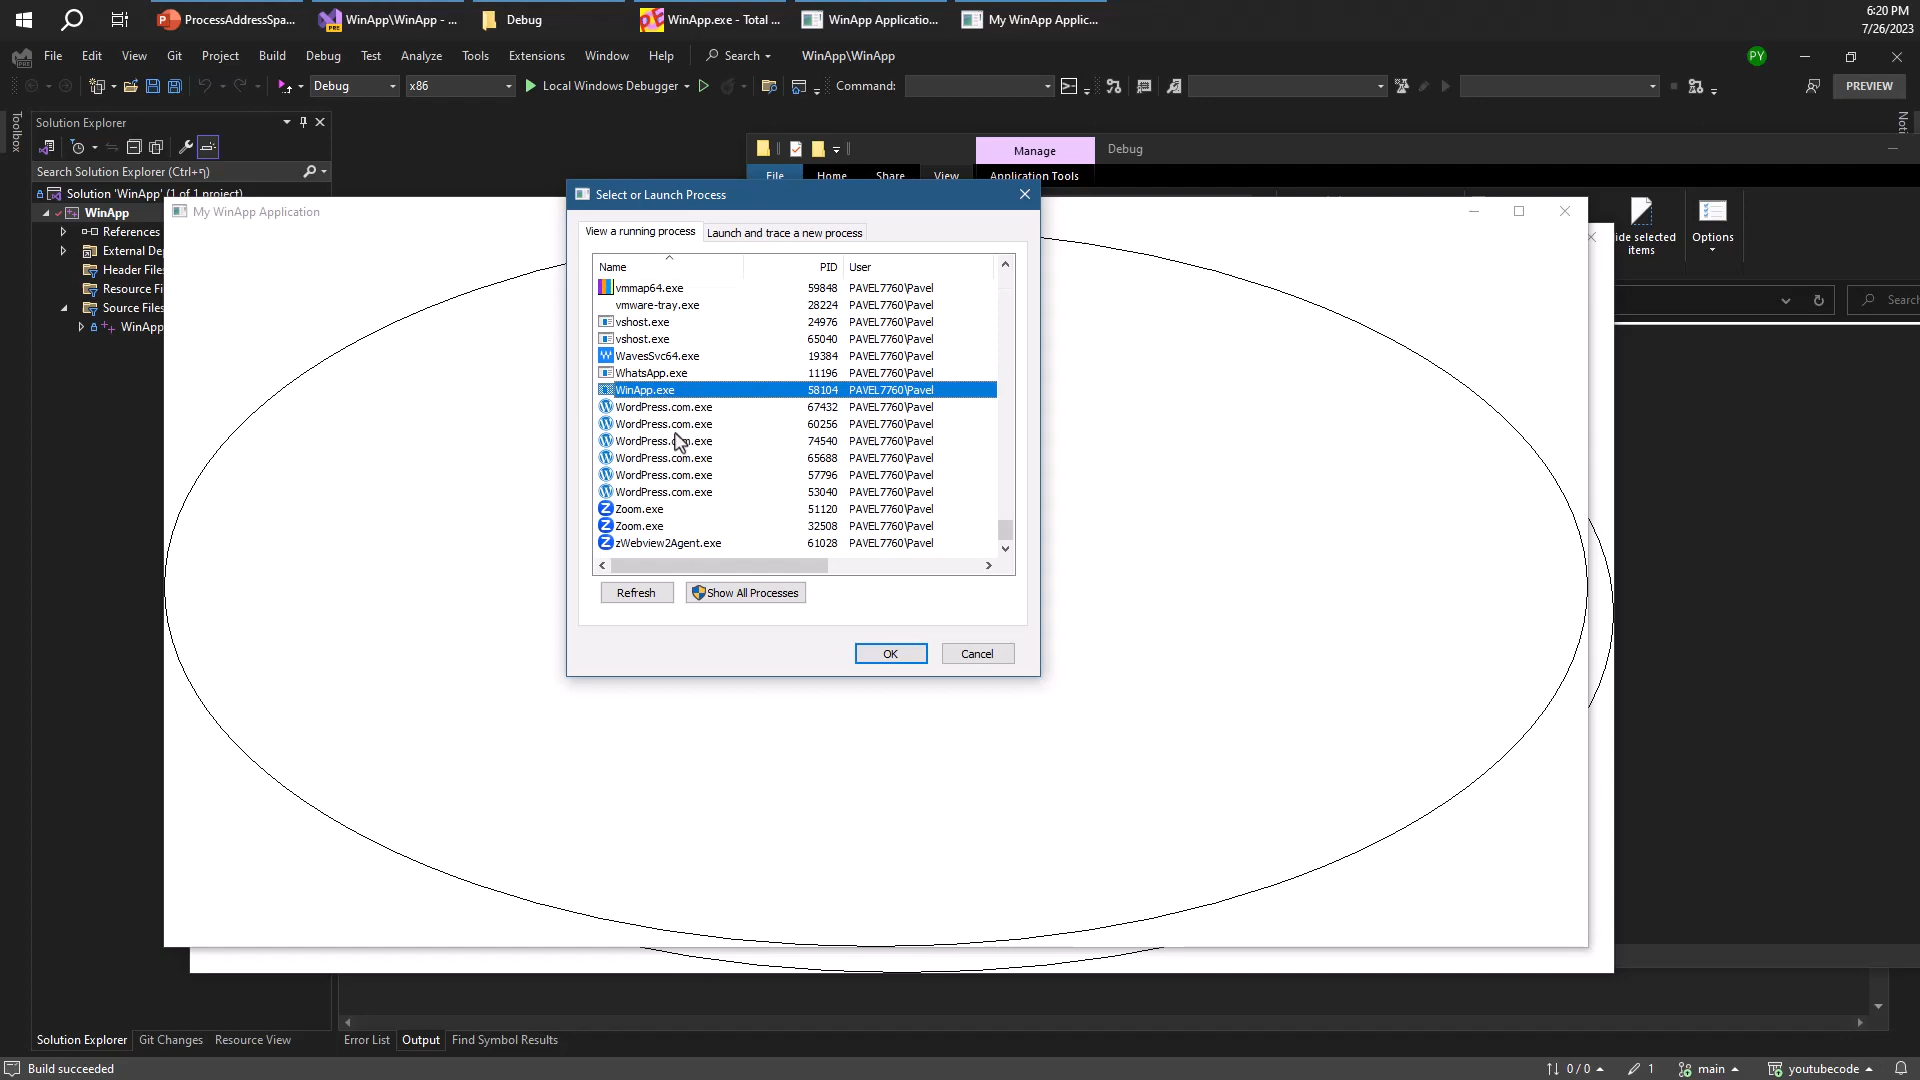 ProcessAddressSpa...
WinApp\WinApp - ...
Debug
WinApp.exe - Total ...
WinApp Applicatio...
My WinApp Applic...
6:20 PM
7/26/2023
File Edit View Git Project Build Debug Test Analyze Tools Extensions Window Help Search WinApp\WinApp PY
Debug x86 Local Windows Debugger Command: PREVIEW
Toolbox
Solution Explorer
Search Solution Explorer (Ctrl+ק)
Solution 'WinApp' (1 of 1 project)
WinApp
References
External De
Header File
Resource Fi
Source File
WinApp
Noti
Manage Debug
File Home Share View Application Tools
ide selected
items
Options
Search
My WinApp Application
Select or Launch Process
View a running process Launch and trace a new process
Name PID User
vmmap64.exe 59848 PAVEL7760\Pavel
vmware-tray.exe 28224 PAVEL7760\Pavel
vshost.exe 24976 PAVEL7760\Pavel
vshost.exe 65040 PAVEL7760\Pavel
WavesSvc64.exe 19384 PAVEL7760\Pavel
WhatsApp.exe 11196 PAVEL7760\Pavel
WinApp.exe 58104 PAVEL7760\Pavel
WordPress.com.exe 67432 PAVEL7760\Pavel
WordPress.com.exe 60256 PAVEL7760\Pavel
WordPress.com.exe 74540 PAVEL7760\Pavel
WordPress.com.exe 65688 PAVEL7760\Pavel
WordPress.com.exe 57796 PAVEL7760\Pavel
WordPress.com.exe 53040 PAVEL7760\Pavel
Zoom.exe 51120 PAVEL7760\Pavel
Zoom.exe 32508 PAVEL7760\Pavel
zWebview2Agent.exe 61028 PAVEL7760\Pavel
Refresh Show All Processes
OK Cancel
Solution Explorer Git Changes Resource View
Error List Output Find Symbol Results
Build succeeded
0 / 0 1 main youtubecode